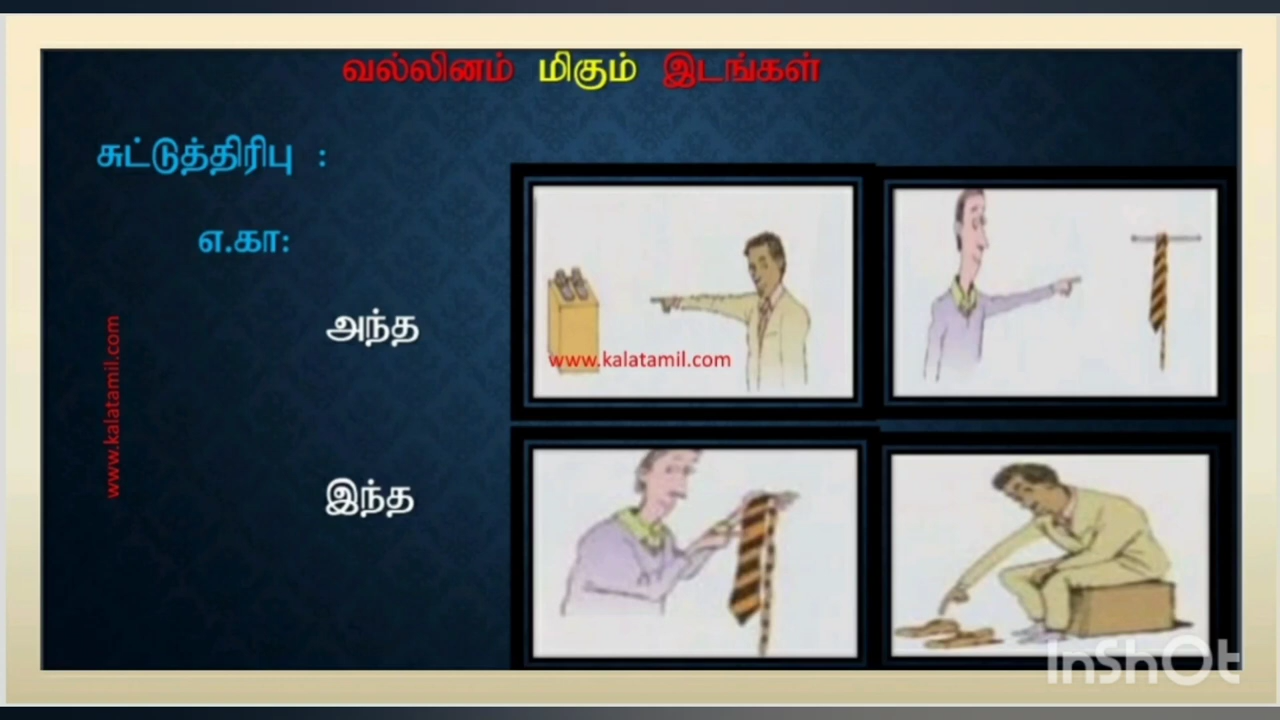 வல்லினம் மிகும் இடங்கள்
சுட்டுத்திரிபு :
எ.கா:
அந்த
www.kalatamil.com
www.kalatamil.com
இந்த
InShOt